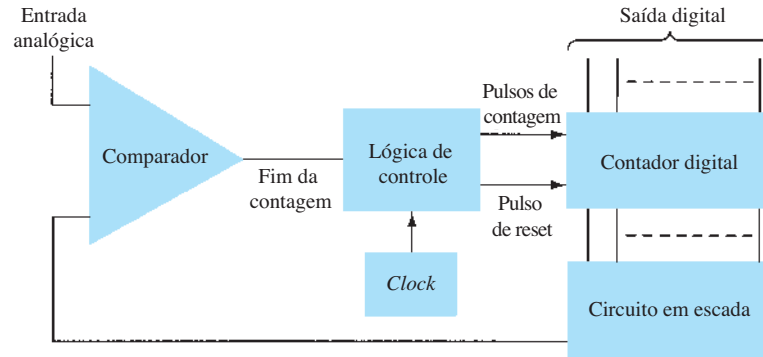 Entrada
analógica
Saída digital
Pulsos de
contagem
Comparador
Lógica de
controle
Contador digital
Fim da
contagem
Pulso
de reset
Clock
Circuito em escada